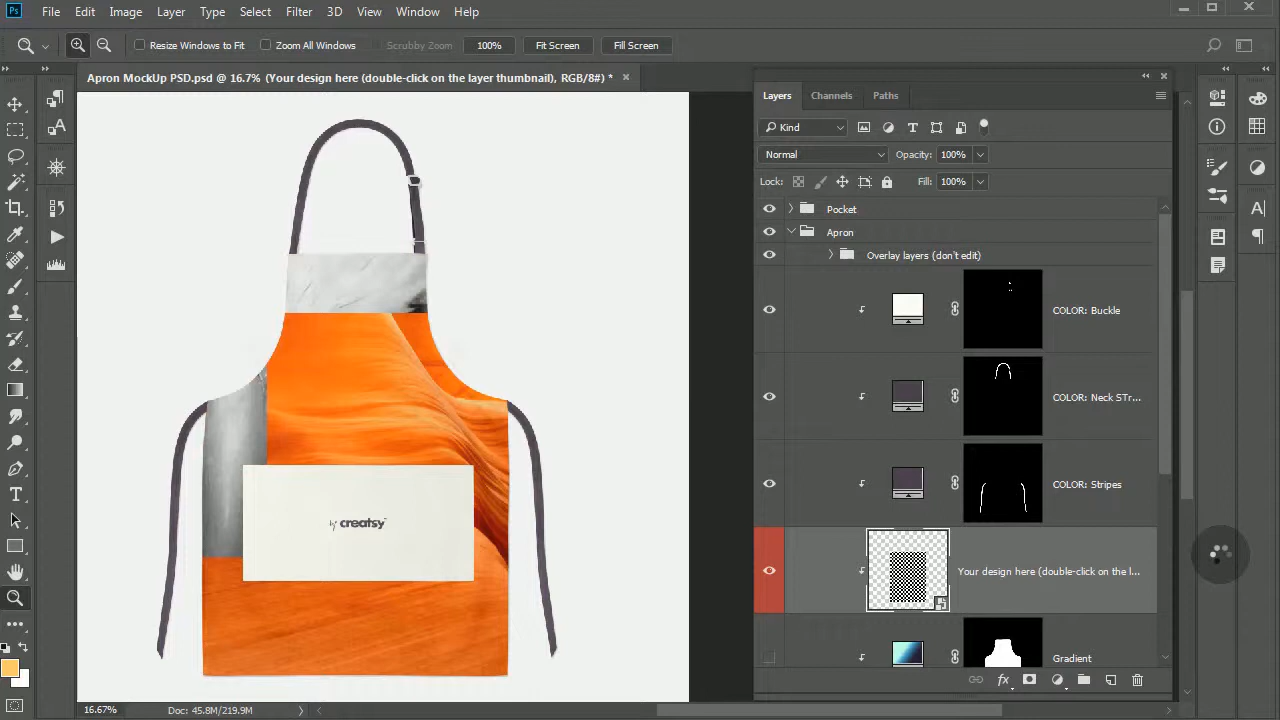 Ps File Edit Image Layer Type Select Filter 3D View Window Help
Resize Windows to Fit Zoom All Windows Scrubby Zoom 100% Fit Screen Fill Screen
Apron MockUp PSD.psd @ 16.7% (Your design here (double-click on the layer thumbnail), RGB/8#) *
Layers Channels Paths
Kind
Normal Opacity: 100%
Lock: Fill: 100%
Pocket
Apron
Overlay layers (don't edit)
COLOR: Buckle
COLOR: Neck STr...
COLOR: Stripes
by creatsy
Your design here (double-click on the l...
Gradient
fx
16.67% Doc: 45.8M/219.9M